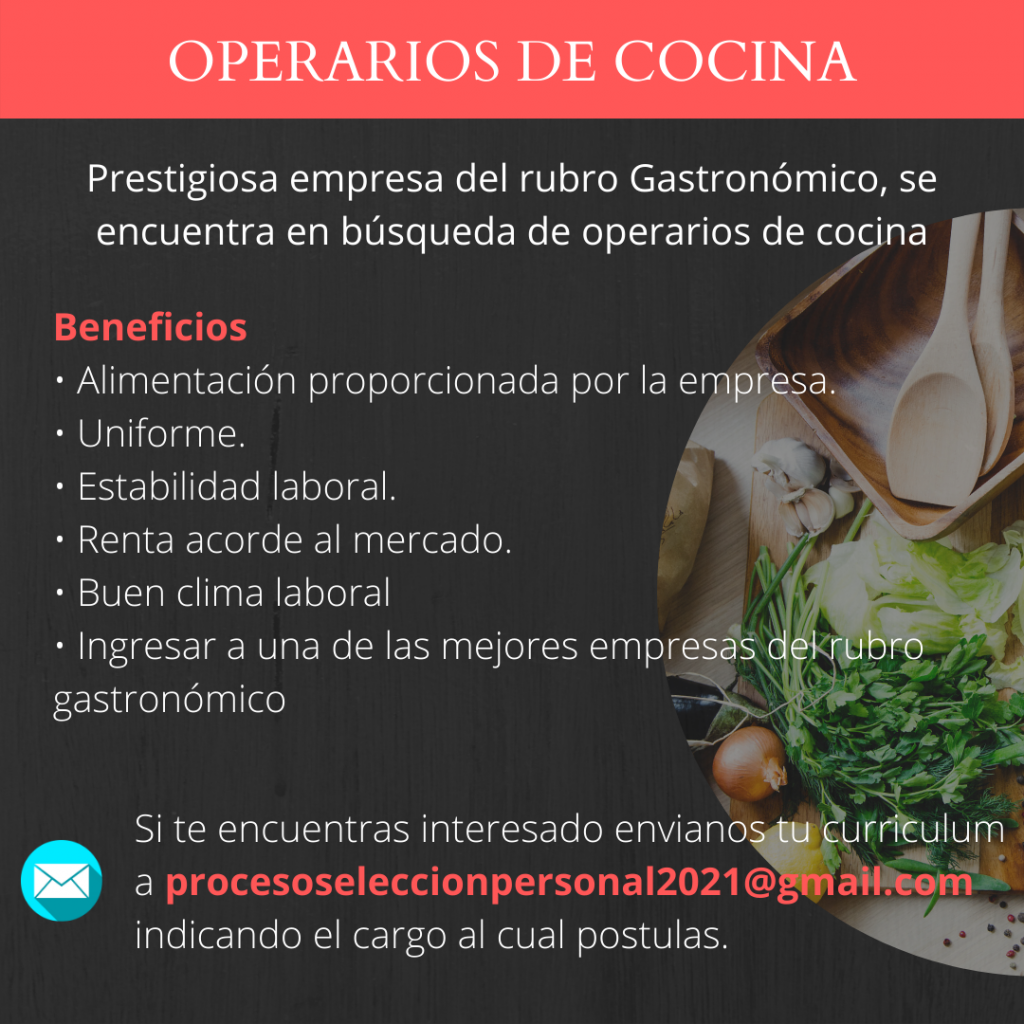 OPERARIOS DE COCINA
Prestigiosa empresa del rubro Gastronómico, se
encuentra en búsqueda de operarios de cocina
Beneficios
• Alimentación proporcionada por la empresa.
• Uniforme.
• Estabilidad laboral.
• Renta acorde al mercado.
• Buen clima laboral
• Ingresar a una de las mejores empresas del rubro
gastronómico
Si te encuentras interesado envianos tu curriculum
a procesoseleccionpersonal2021@gmail.com
indicando el cargo al cual postulas.